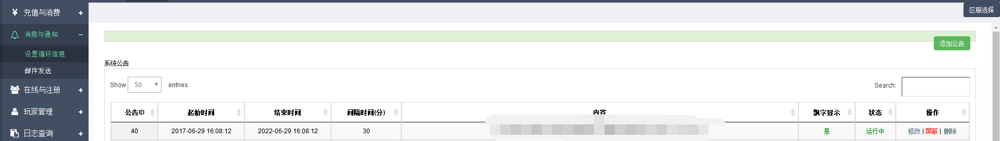 充值与消费
区服选择
消息与通知
添加公告
设置循环信息
系统公告
邮件发送
Show 50 entries
Search:
在线与注册
玩家管理
公告ID 起始时间 结束时间 间隔时间(分) 内容 飘字显示 状态 操作
日志查询
40 2017-06-29 16:08:12 2022-06-29 16:08:12 30 是 运行中 修改 | 屏蔽 | 删除